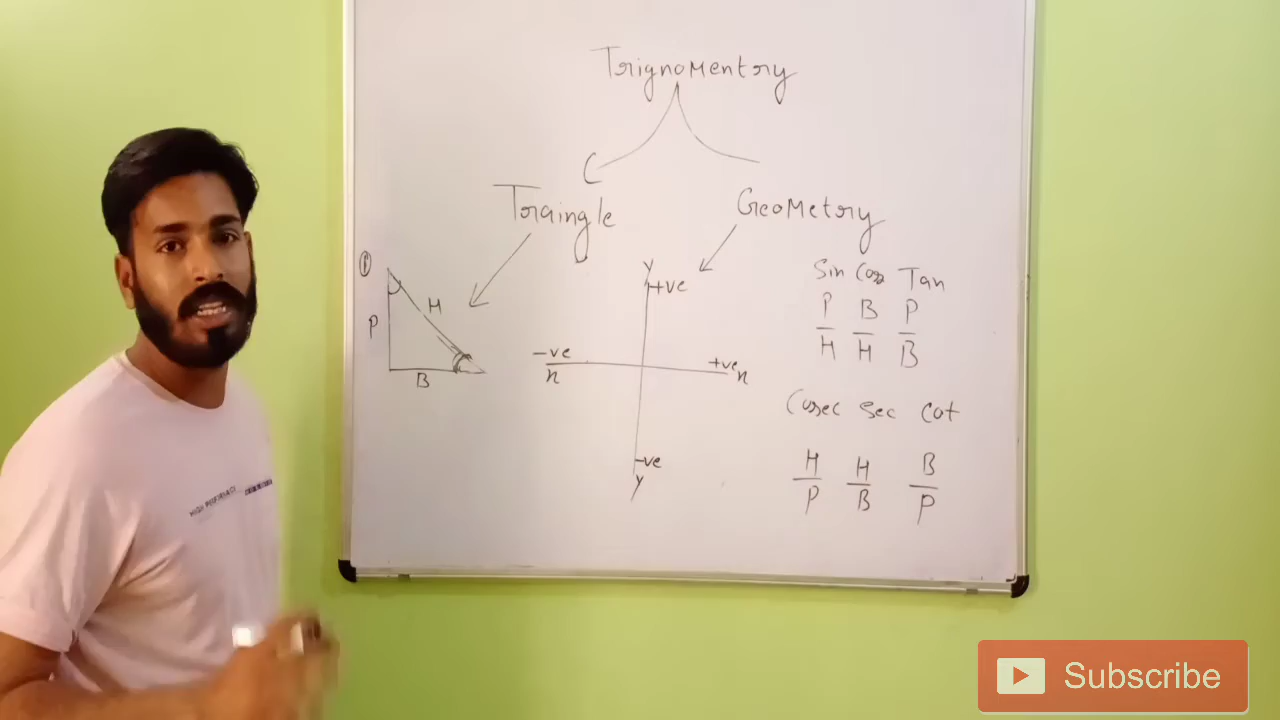 Trignomentry
C
Traingle
Geometry
P
H
B
y
+ve
-ve
+ve
n
n
-ve
y
Sin Cos Tan
P B P
H H B
Cosec Sec Cot
H H B
P B P
Subscribe